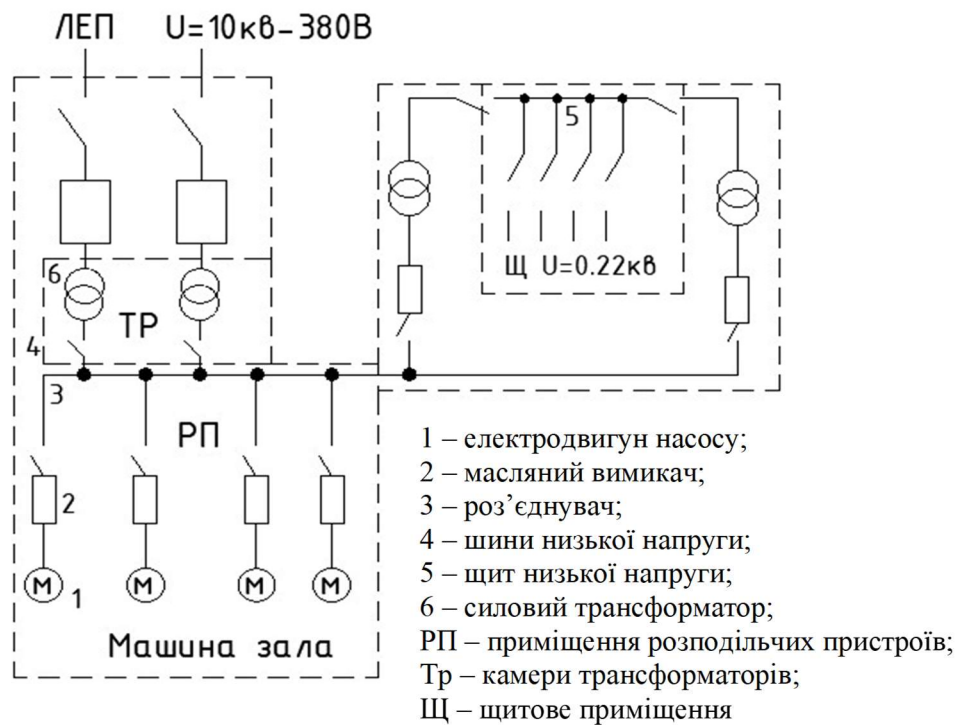 ЛЕП U=10кв-380В
5
Щ U=0.22кв
6
ТР
4
3
РП
2
М М М М
1
Машина зала
1 – електродвигун насосу;
2 – масляний вимикач;
3 – роз’єднувач;
4 – шини низької напруги;
5 – щит низької напруги;
6 – силовий трансформатор;
РП – приміщення розподільчих пристроїв;
Тр – камери трансформаторів;
Щ – щитове приміщення